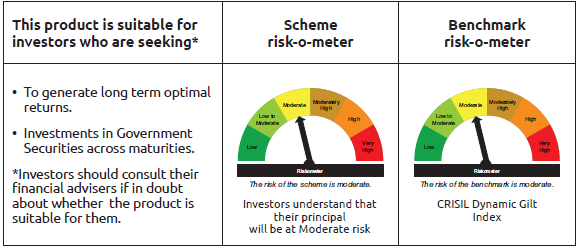 This product is suitable for
investors who are seeking*
Scheme
risk-o-meter
Benchmark
risk-o-meter
• To generate long term optimal
returns.
• Investments in Government
Securities across maturities.
*Investors should consult their
financial advisers if in doubt
about whether the product is
suitable for them.
Low
Low to
Moderate
Moderate
Moderately
High
High
Very
High
Riskometer
The risk of the scheme is moderate.
Investors understand that
their principal
will be at Moderate risk
Low
Low to
Moderate
Moderate
Moderately
High
High
Very
High
Riskometer
The risk of the benchmark is moderate.
CRISIL Dynamic Gilt
Index